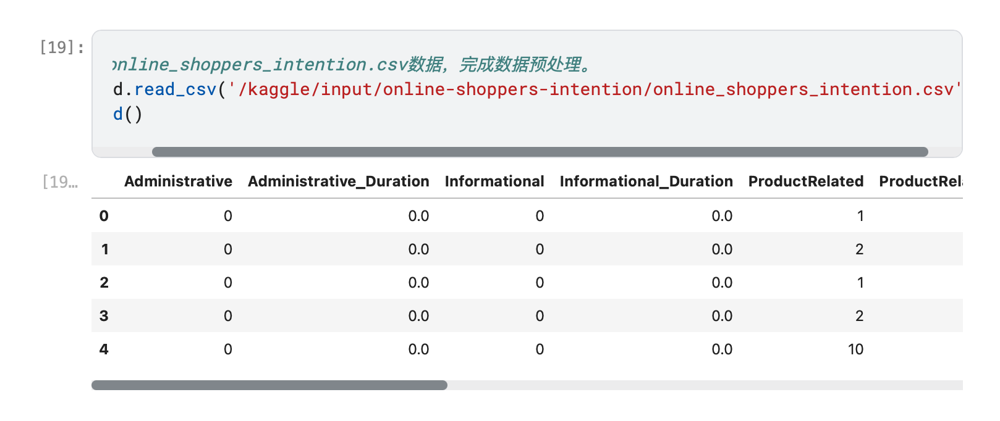 [19]:
online_shoppers_intention.csv数据，完成数据预处理。
d.read_csv('/kaggle/input/online-shoppers-intention/online_shoppers_intention.csv'
d()
[19…
Administrative Administrative_Duration Informational Informational_Duration ProductRelated ProductRel
0 0 0.0 0 0.0 1
1 0 0.0 0 0.0 2
2 0 0.0 0 0.0 1
3 0 0.0 0 0.0 2
4 0 0.0 0 0.0 10